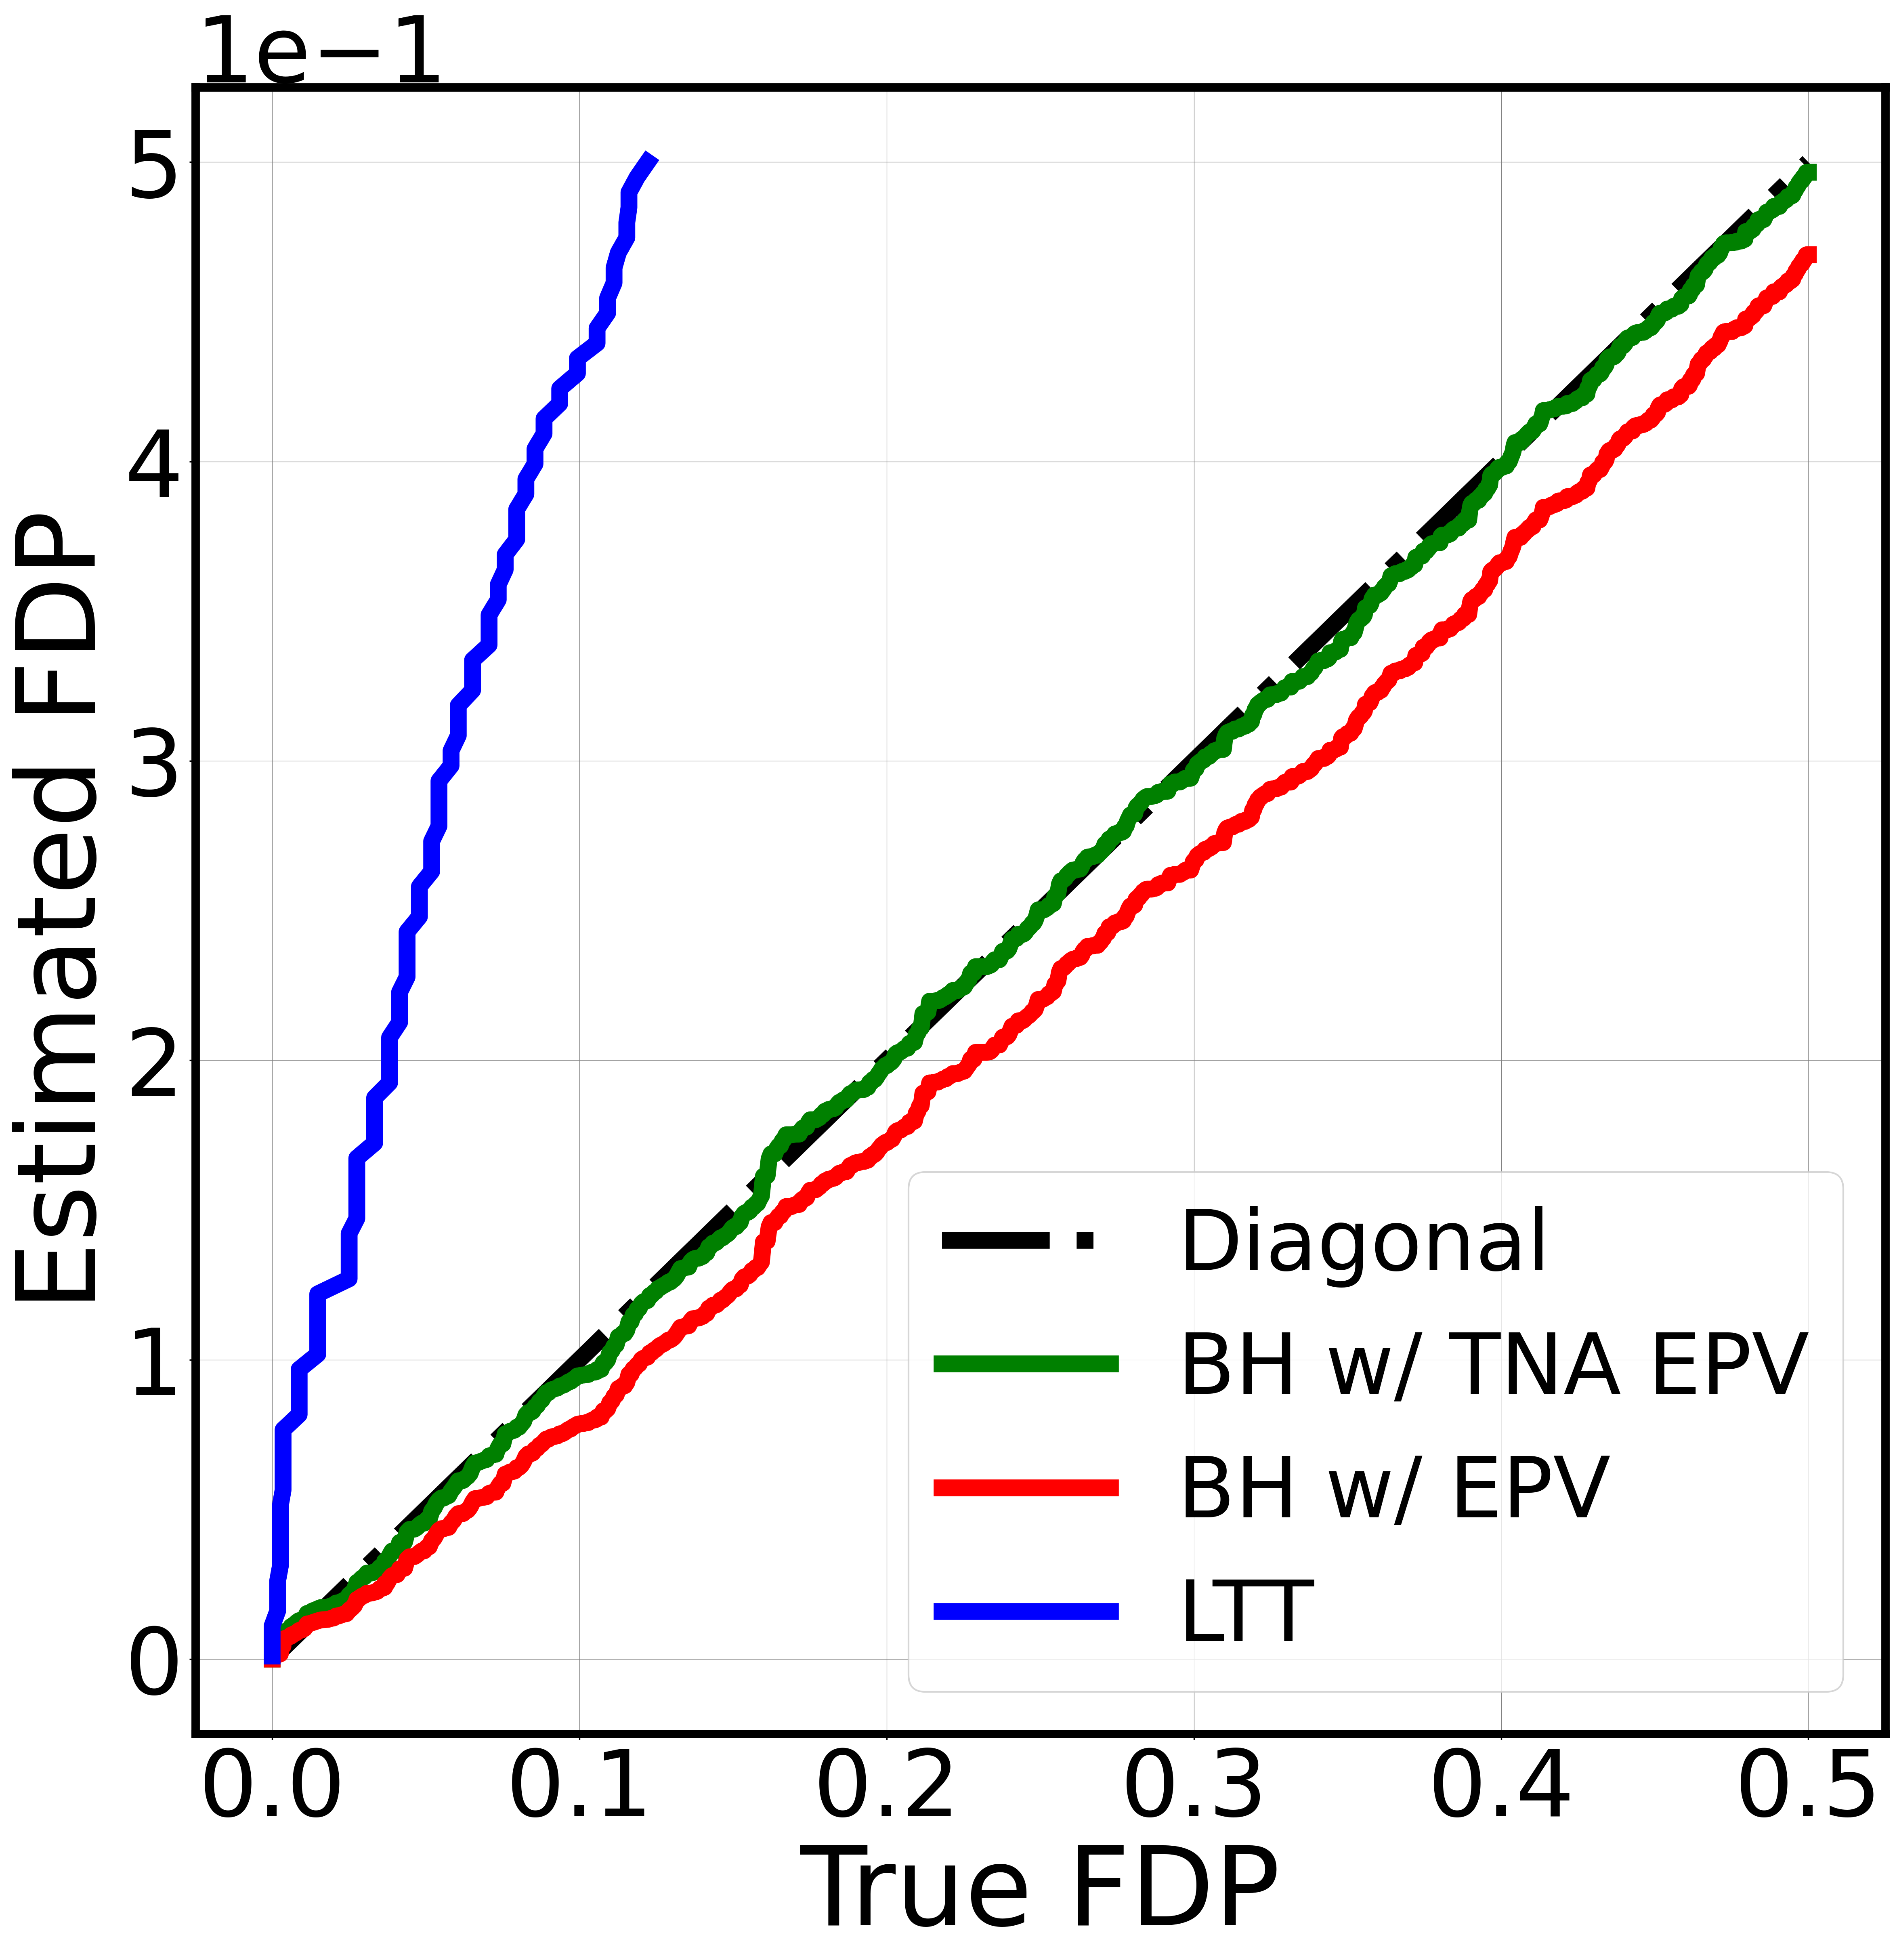 1e−1
Estimated FDP
5
4
3
2
1
0
0.0 0.1 0.2 0.3 0.4 0.5
True FDP
Diagonal
BH w/ TNA EPV
BH w/ EPV
LTT